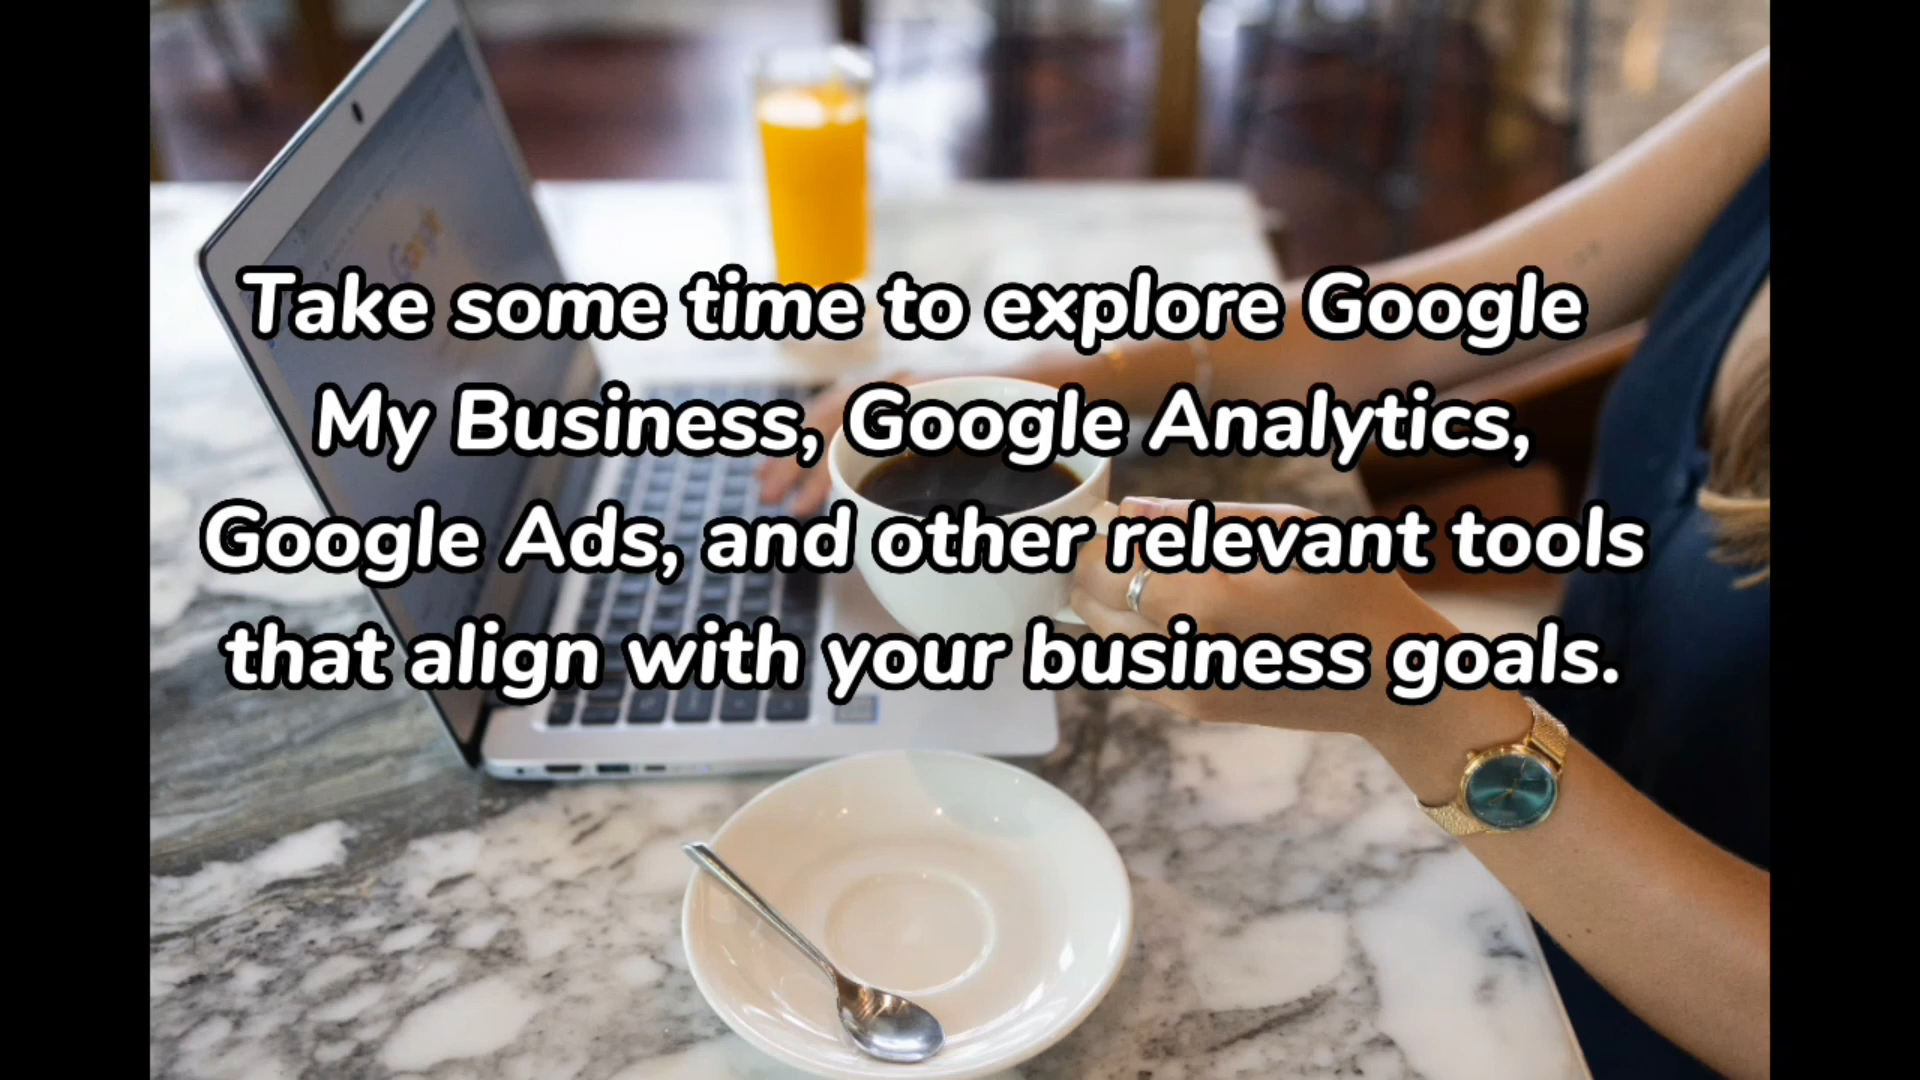 Google
Take some time to explore Google
My Business, Google Analytics,
Google Ads, and other relevant tools
that align with your business goals.